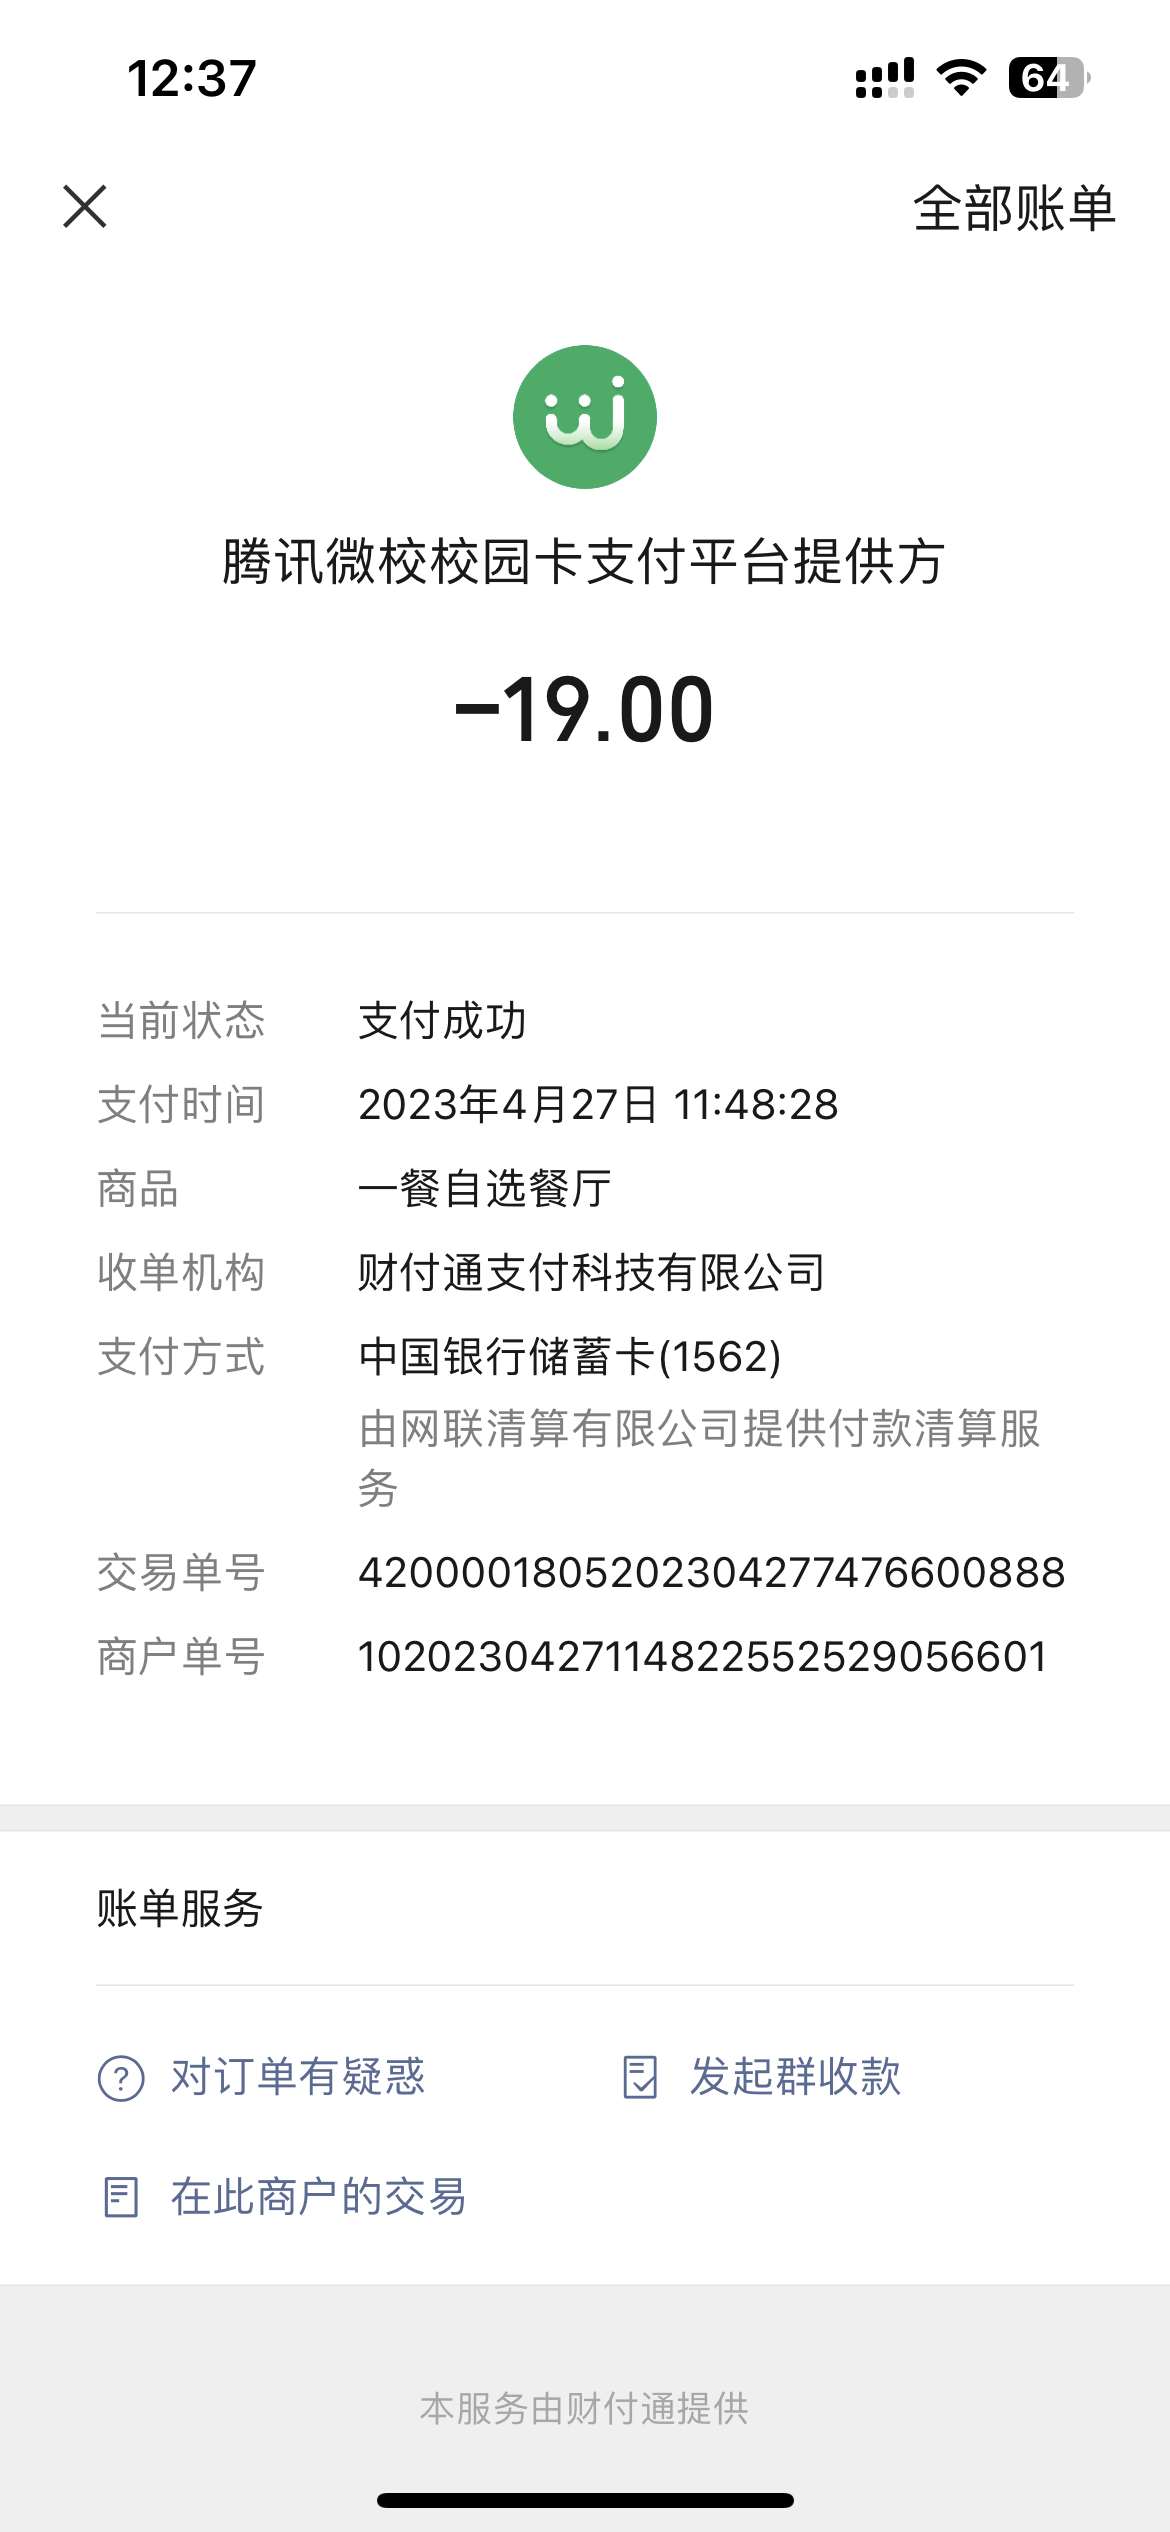 12:37
64
全部账单
腾讯微校校园卡支付平台提供方
-19.00
当前状态 支付成功
支付时间 2023年4月27日 11:48:28
商品 一餐自选餐厅
收单机构 财付通支付科技有限公司
支付方式 中国银行储蓄卡(1562)
由网联清算有限公司提供付款清算服
务
交易单号 4200001805202304277476600888
商户单号 1020230427114822552529056601
账单服务
? 对订单有疑惑
发起群收款
在此商户的交易
本服务由财付通提供